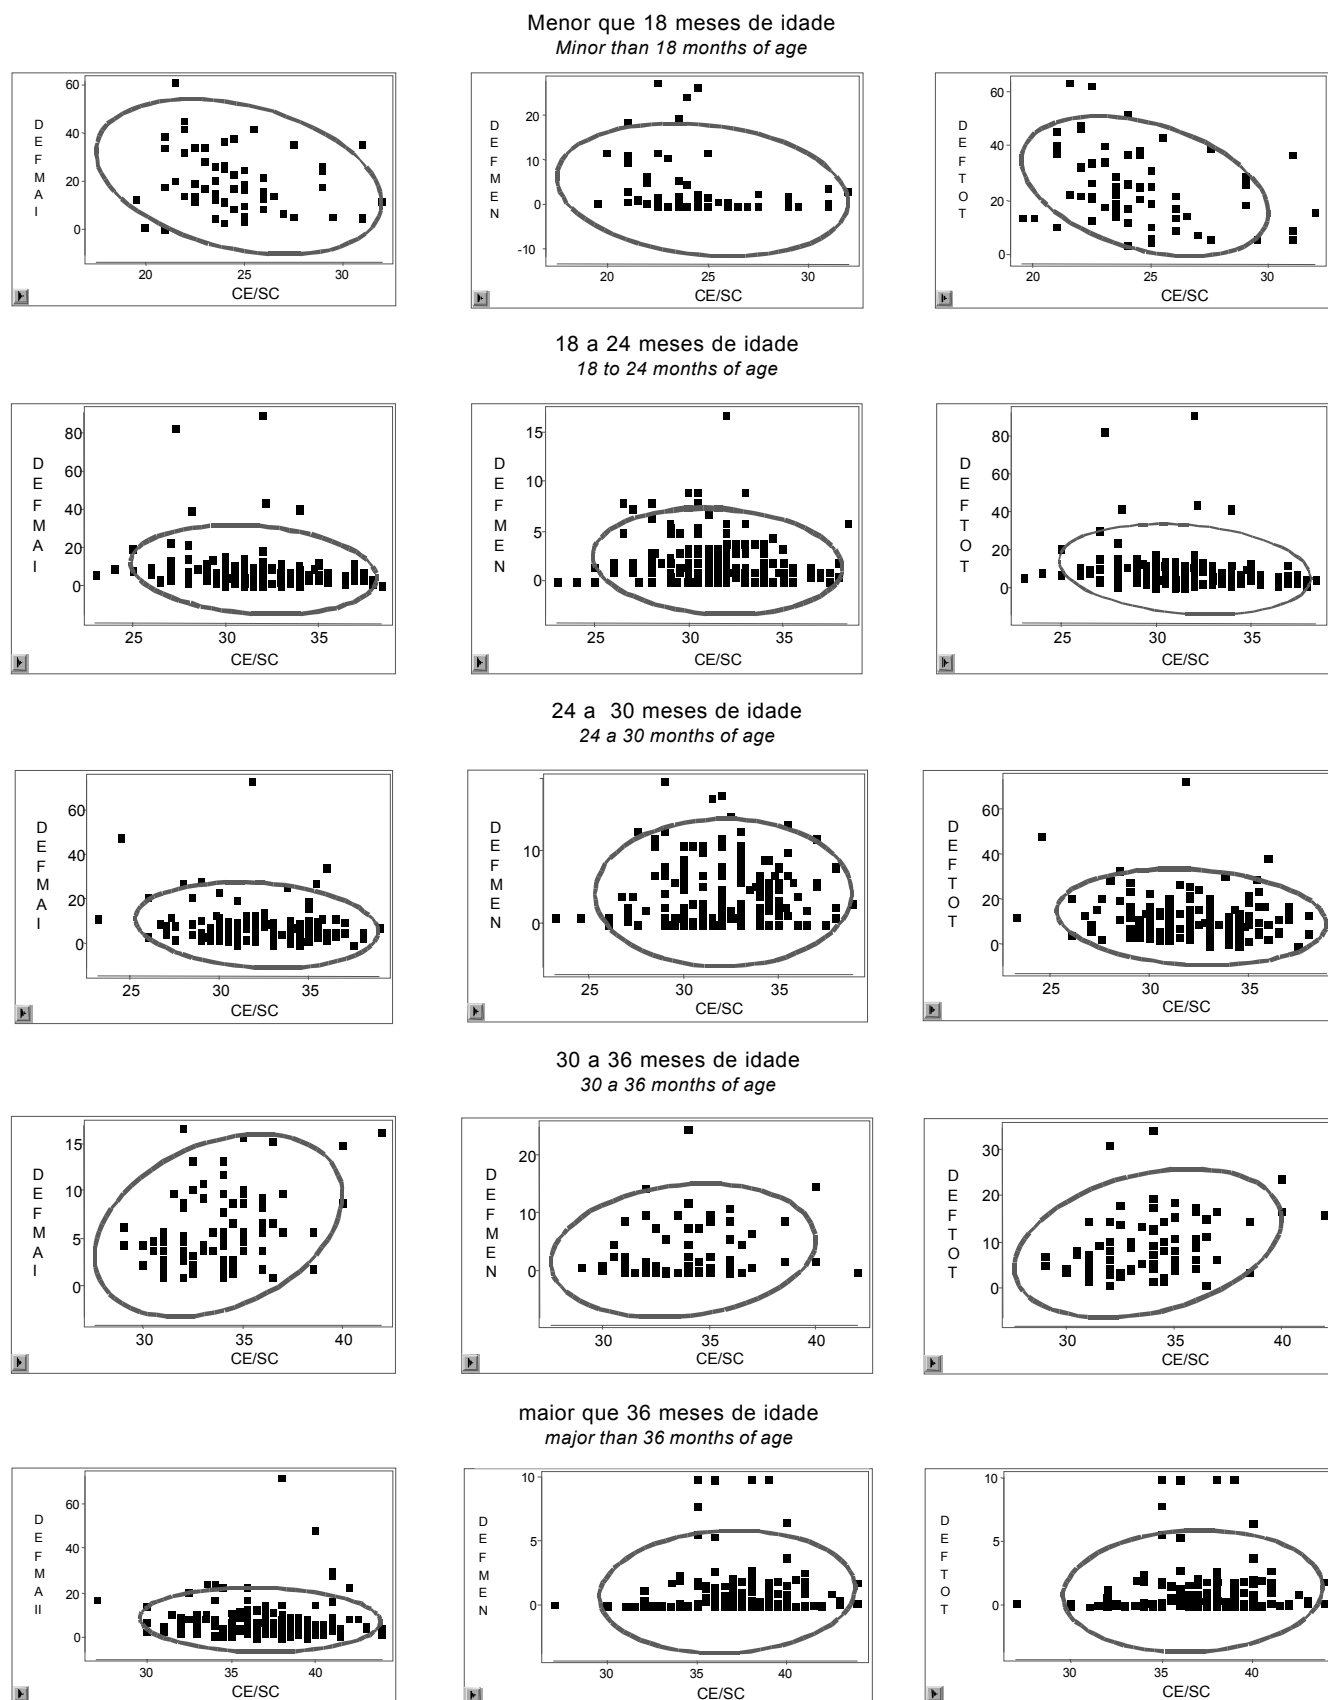 Menor que 18 meses de idade
Minor than 18 months of age
DEFMAI
60
40
20
0
20 25 30
CE/SC
DEFMEN
20
10
0
-10
20 25 30
CE/SC
DEFTOT
60
40
20
0
20 25 30
CE/SC
18 a 24 meses de idade
18 to 24 months of age
DEFMAI
80
60
40
20
0
25 30 35
CE/SC
DEFMEN
15
10
5
0
25 30 35
CE/SC
DEFTOT
80
60
40
20
0
25 30 35
CE/SC
24 a 30 meses de idade
24 a 30 months of age
DEFMAI
60
40
20
0
25 30 35
CE/SC
DEFMEN
10
0
25 30 35
CE/SC
DEFTOT
60
40
20
0
25 30 35
CE/SC
30 a 36 meses de idade
30 a 36 months of age
DEFMAI
15
10
5
0
30 35 40
CE/SC
DEFMEN
20
10
0
30 35 40
CE/SC
DEFTOT
30
20
10
0
30 35 40
CE/SC
maior que 36 meses de idade
major than 36 months of age
DEFMAII
60
40
20
0
30 35 40
CE/SC
DEFMEN
10
5
0
30 35 40
CE/SC
DEFTOT
10
5
0
30 35 40
CE/SC